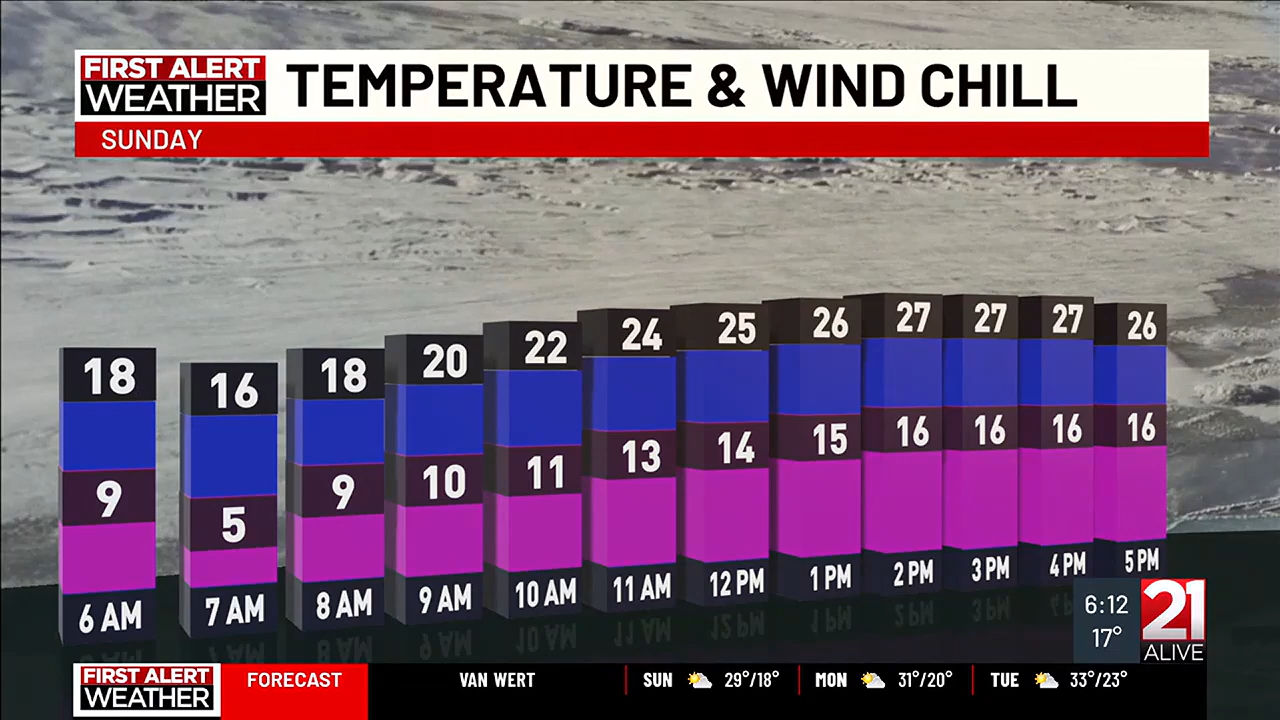 FIRST ALERT
WEATHER
TEMPERATURE & WIND CHILL
SUNDAY
18 16 18 20 22 24 25 26 27 27 27 26
9 5 9 10 11 13 14 15 16 16 16 16
6 AM 7 AM 8 AM 9 AM 10 AM 11 AM 12 PM 1 PM 2 PM 3 PM 4 PM 5 PM
6:12
17°
21
ALIVE
FIRST ALERT
WEATHER
FORECAST VAN WERT SUN 29°/18° MON 31°/20° TUE 33°/23°